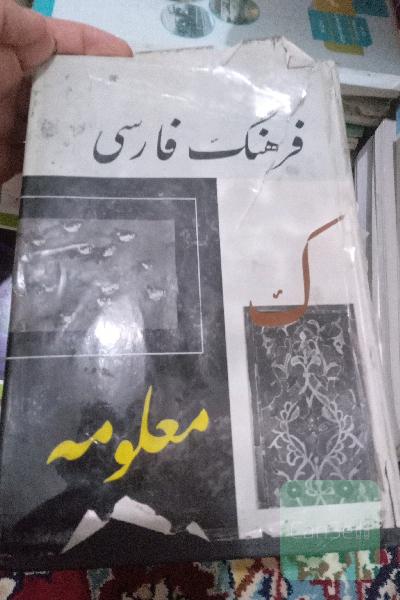 فرهنگ فارسی
ک
معلومه